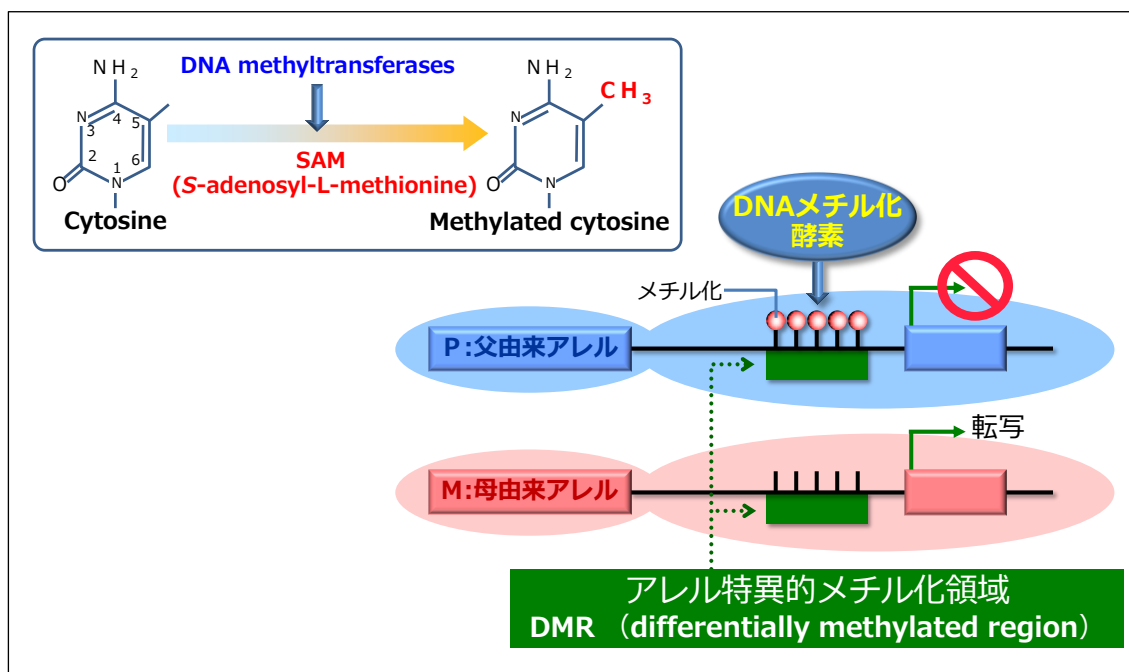 NH2
DNA methyltransferases
NH2
CH3
N
3
4
5
2
1
6
O
N
SAM
(S-adenosyl-L-methionine)
N
O
N
Cytosine
Methylated cytosine
DNAメチル化
酵素
メチル化
P:父由来アレル
転写
M:母由来アレル
アレル特異的メチル化領域
DMR （differentially methylated region）